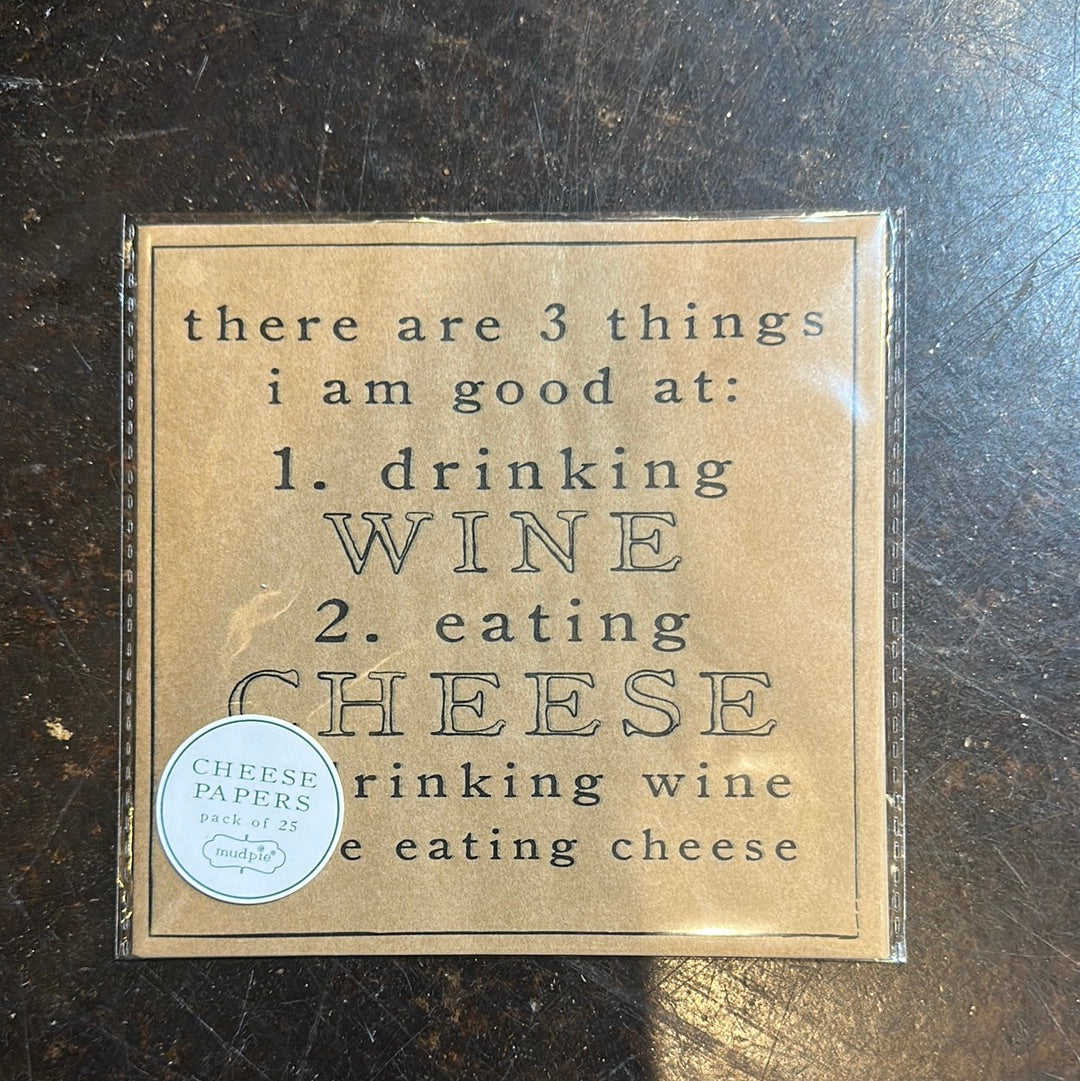 there are 3 things
i am good at:
1. drinking
WINE
2. eating
CHEESE
rinking wine
e eating cheese
CHEESE
PAPERS
pack of 25
mudpie®